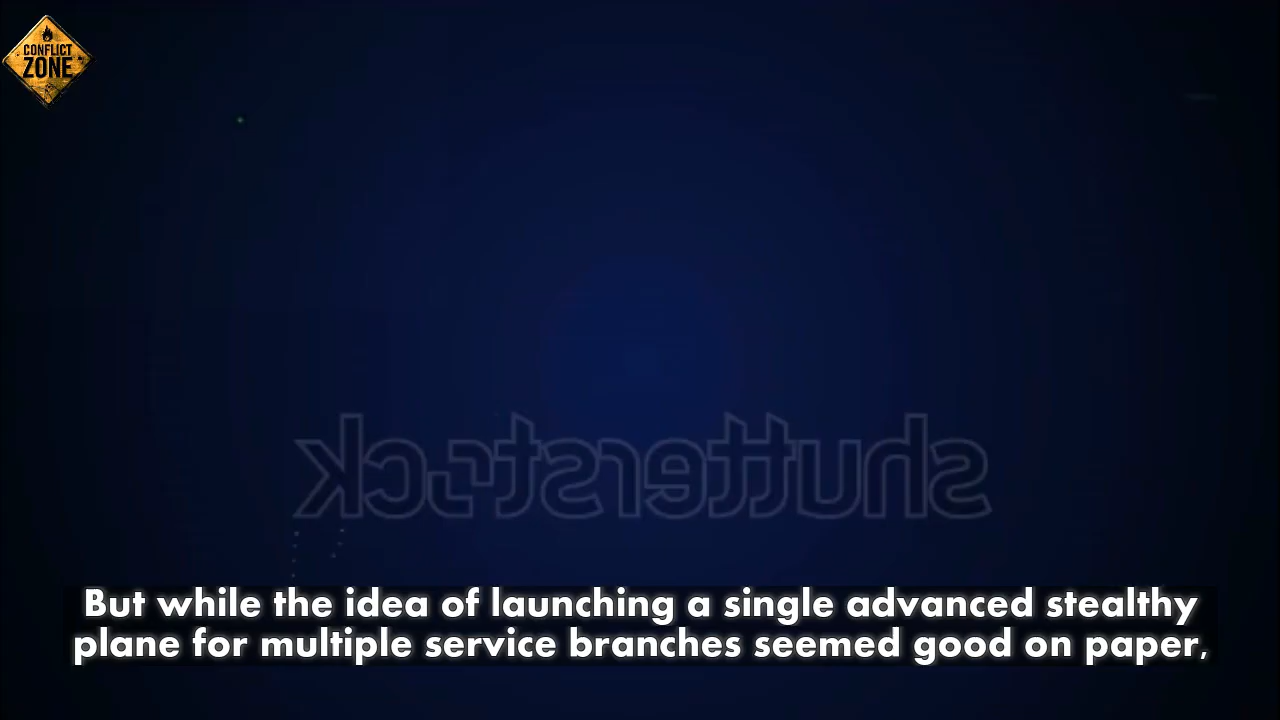 CONFLICT
ZONE
shutterstock
But while the idea of launching a single advanced stealthy
plane for multiple service branches seemed good on paper,